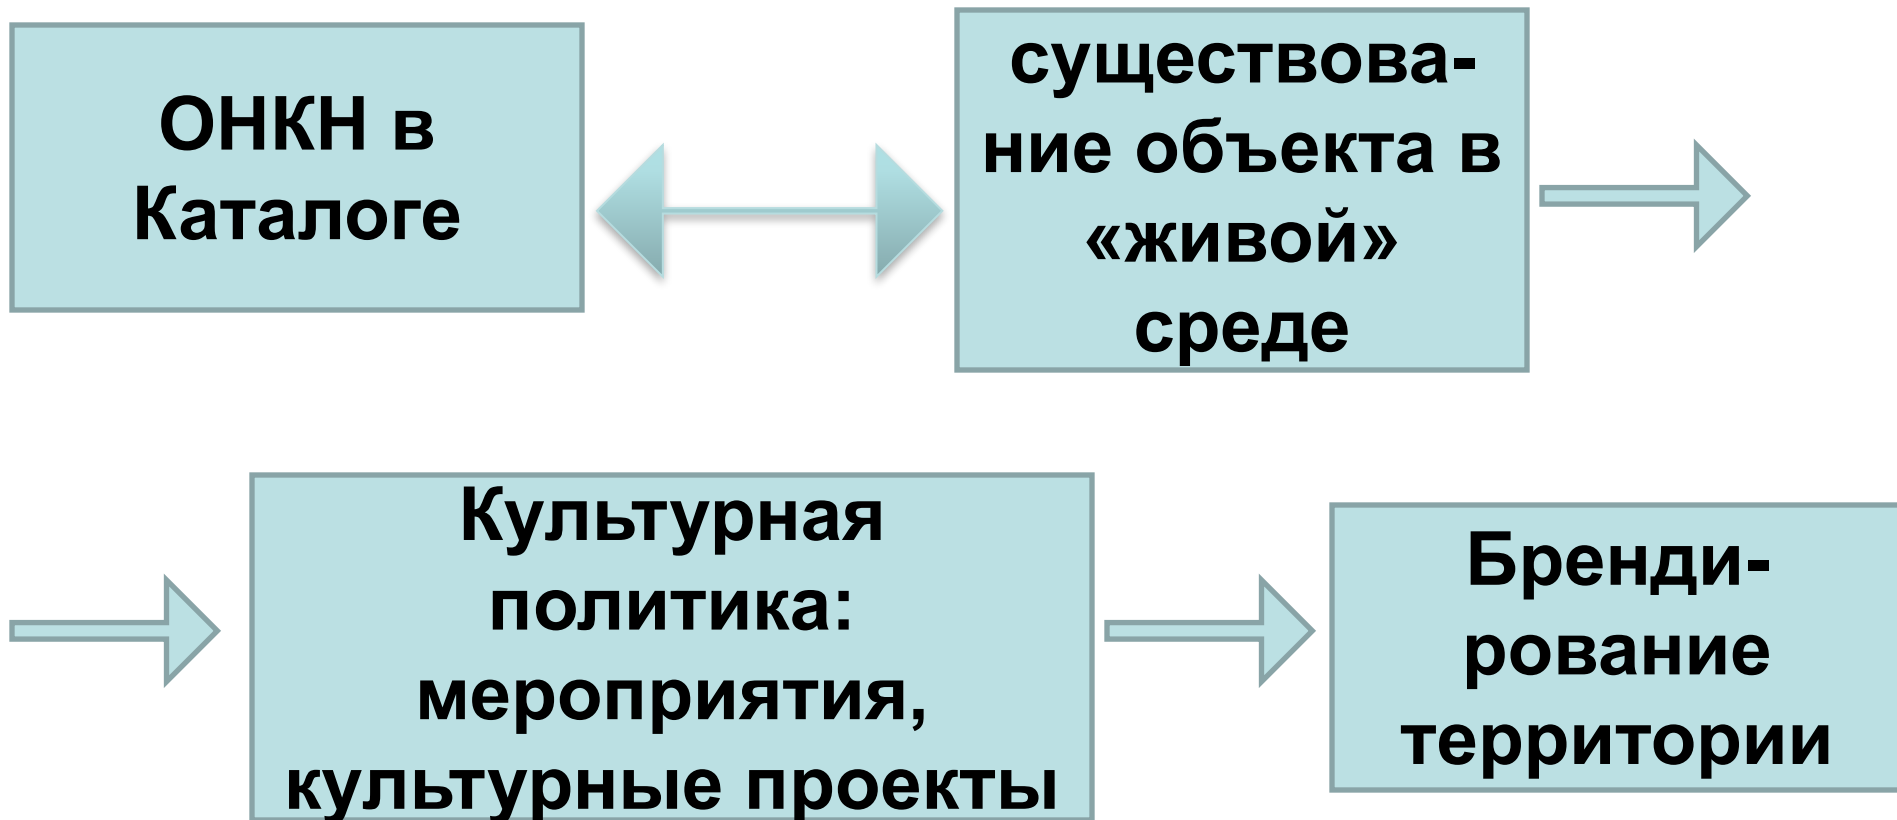 ОНКН в
Каталоге
существова-
ние объекта в
«живой»
среде
Культурная
политика:
мероприятия,
культурные проекты
Бренди-
рование
территории